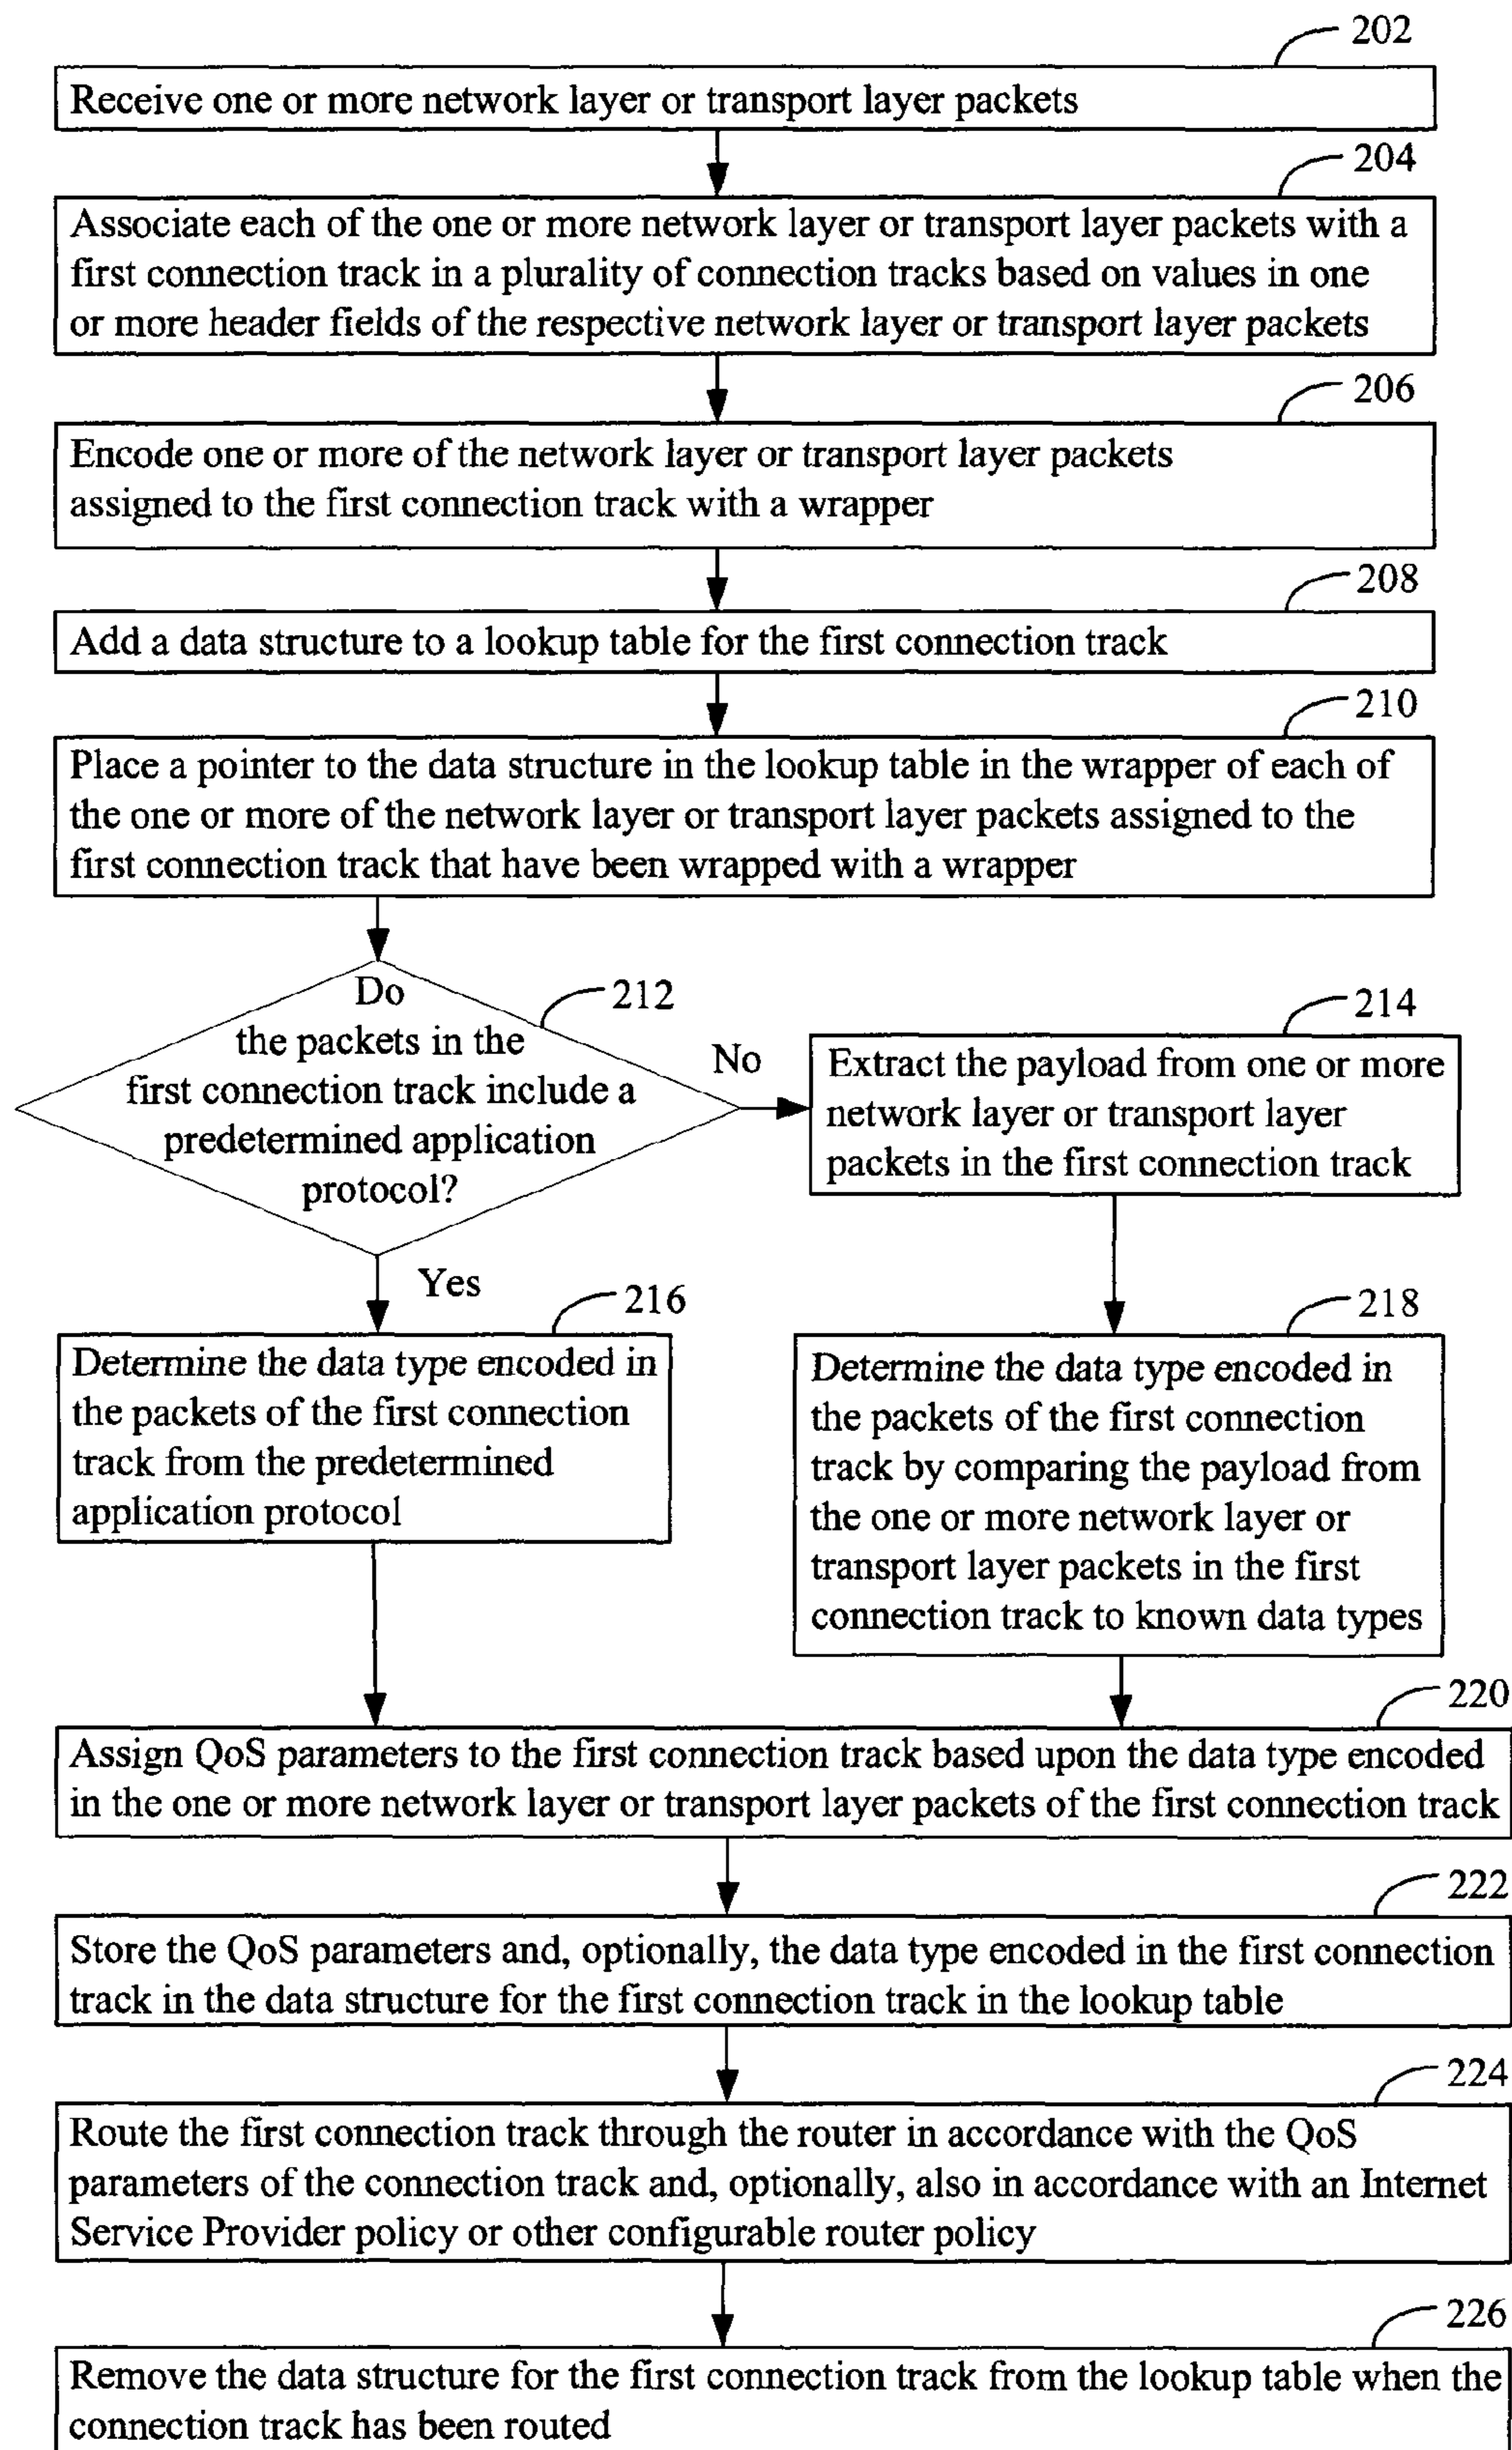 202
Receive one or more network layer or transport layer packets
204
Associate each of the one or more network layer or transport layer packets with a
first connection track in a plurality of connection tracks based on values in one
or more header fields of the respective network layer or transport layer packets
206
Encode one or more of the network layer or transport layer packets
assigned to the first connection track with a wrapper
208
Add a data structure to a lookup table for the first connection track
210
Place a pointer to the data structure in the lookup table in the wrapper of each of
the one or more of the network layer or transport layer packets assigned to the
first connection track that have been wrapped with a wrapper
212
Do
the packets in the
first connection track include a
predetermined application
protocol?
No
214
Extract the payload from one or more
network layer or transport layer
packets in the first connection track
Yes
216
Determine the data type encoded in
the packets of the first connection
track from the predetermined
application protocol
218
Determine the data type encoded in
the packets of the first connection
track by comparing the payload from
the one or more network layer or
transport layer packets in the first
connection track to known data types
220
Assign QoS parameters to the first connection track based upon the data type encoded
in the one or more network layer or transport layer packets of the first connection track
222
Store the QoS parameters and, optionally, the data type encoded in the first connection
track in the data structure for the first connection track in the lookup table
224
Route the first connection track through the router in accordance with the QoS
parameters of the connection track and, optionally, also in accordance with an Internet
Service Provider policy or other configurable router policy
226
Remove the data structure for the first connection track from the lookup table when the
connection track has been routed